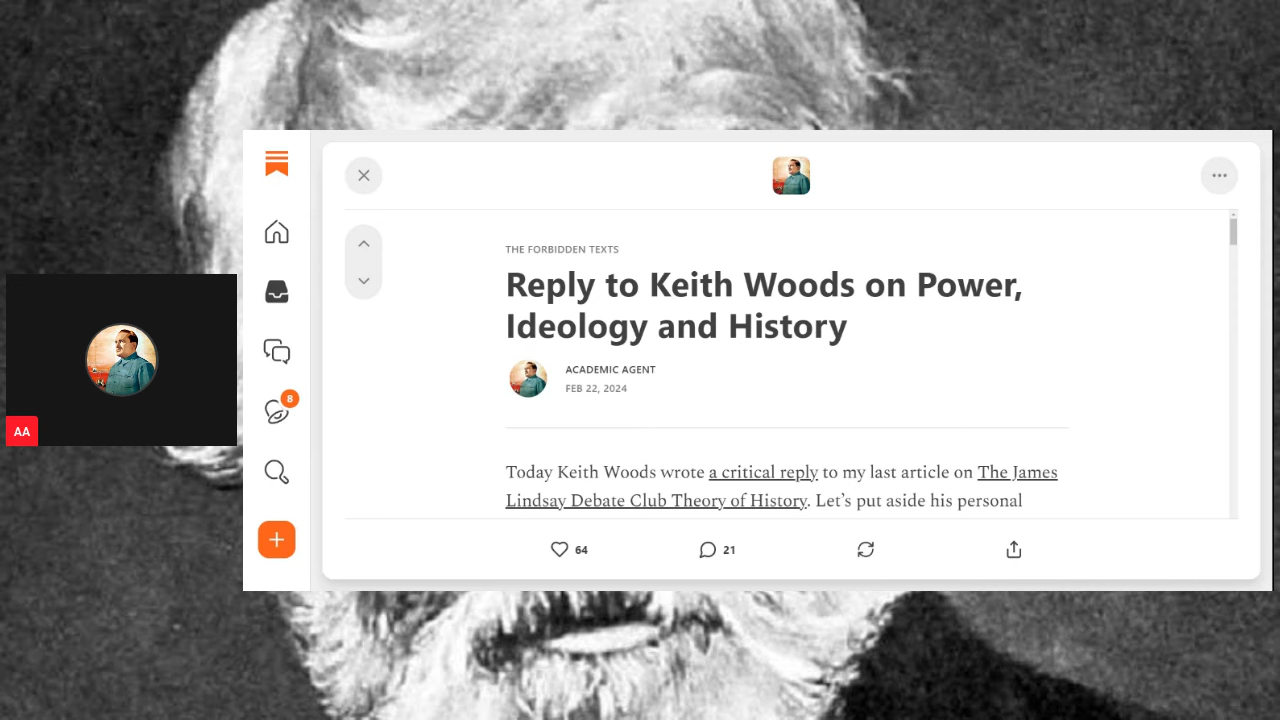 THE FORBIDDEN TEXTS
Reply to Keith Woods on Power,
Ideology and History
ACADEMIC AGENT
FEB 22, 2024
8
AA
Today Keith Woods wrote a critical reply to my last article on The James
Lindsay Debate Club Theory of History. Let’s put aside his personal
64
21